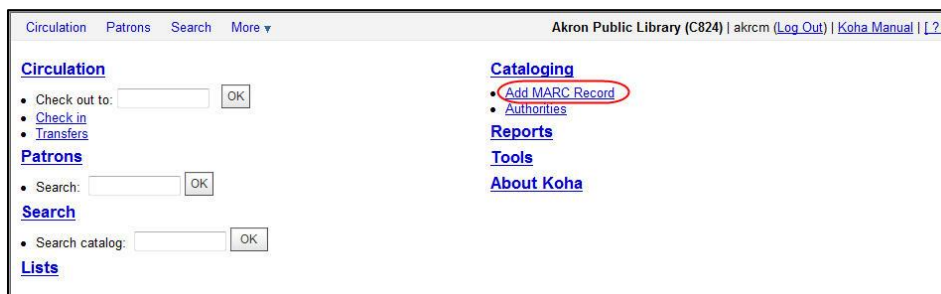 Circulation Patrons Search More ▾ Akron Public Library (C824) | akrcm (Log Out) | Koha Manual | [ ?
Circulation
• Check out to: OK
• Check in
• Transfers
Patrons
• Search: OK
Search
• Search catalog: OK
Lists
Cataloging
• Add MARC Record
• Authorities
Reports
Tools
About Koha